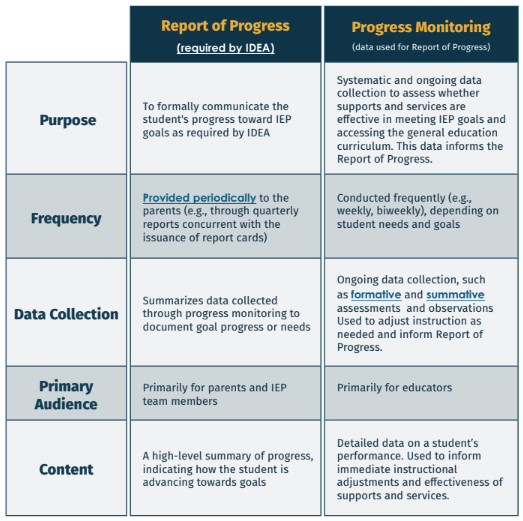 Report of Progress
(required by IDEA)
Progress Monitoring
(data used for Report of Progress)
Purpose
To formally communicate the
student's progress toward IEP
goals as required by IDEA
Systematic and ongoing data
collection to assess whether
supports and services are
effective in meeting IEP goals and
accessing the general education
curriculum. This data informs the
Report of Progress.
Frequency
Provided periodically to the
parents (e.g., through quarterly
reports concurrent with the
issuance of report cards)
Conducted frequently (e.g.,
weekly, biweekly), depending on
student needs and goals
Data Collection
Summarizes data collected
through progress monitoring to
document goal progress or needs
Ongoing data collection, such
as formative and summative
assessments and observations
Used to adjust instruction as
needed and inform Report of
Progress.
Primary
Audience
Primarily for parents and IEP
team members
Primarily for educators
Content
A high-level summary of progress,
indicating how the student is
advancing towards goals
Detailed data on a student's
performance. Used to inform
immediate instructional
adjustments and effectiveness of
supports and services.